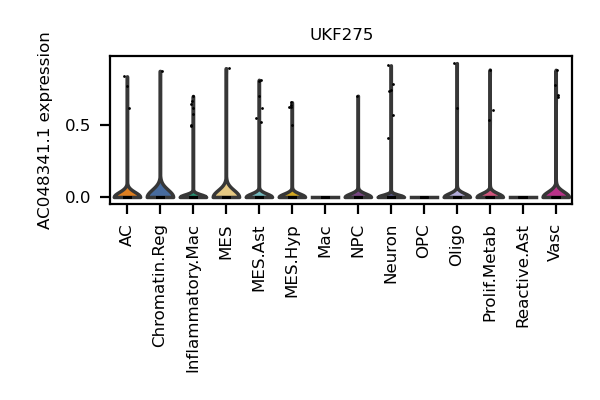 UKF275
AC048341.1 expression
0.5
0.0
AC
Chromatin.Reg
Inflammatory.Mac
MES
MES.Ast
MES.Hyp
Mac
NPC
Neuron
OPC
Oligo
Prolif.Metab
Reactive.Ast
Vasc